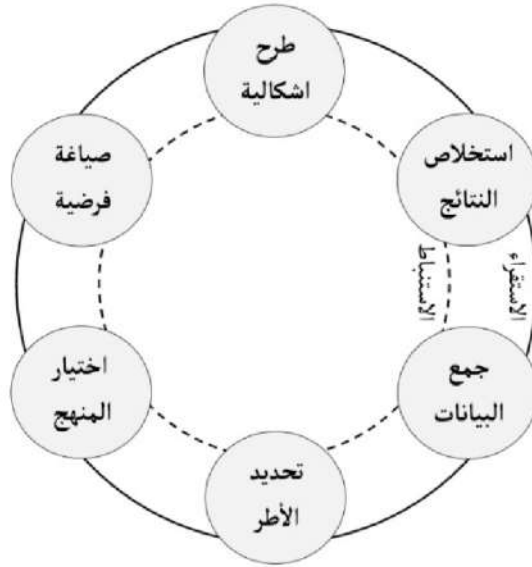 طرح
اشكالية
صياغة
فرضية
اختيار
المنهج
تحديد
الأطر
جمع
البيانات
استخلاص
النتائج
الاستنباط
الاستقراء